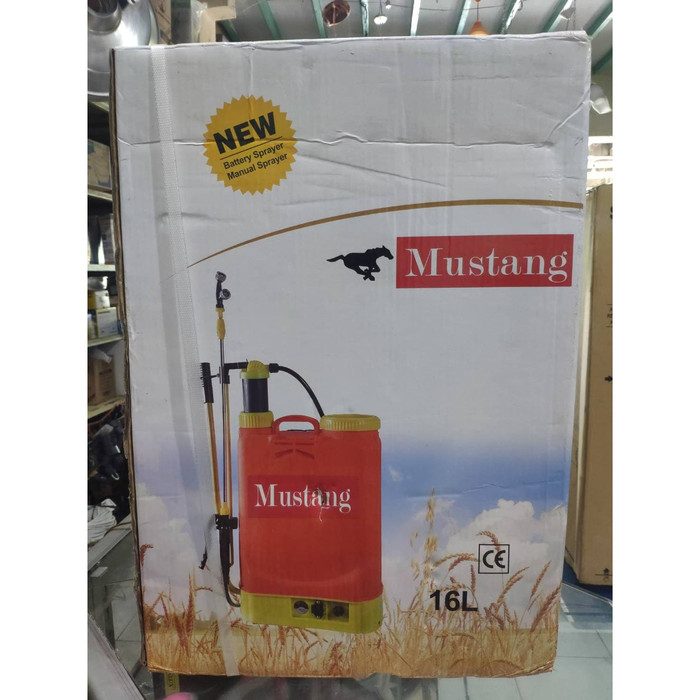 NEW
Battery Sprayer
Manual Sprayer
Mustang
Mustang
CE
16L